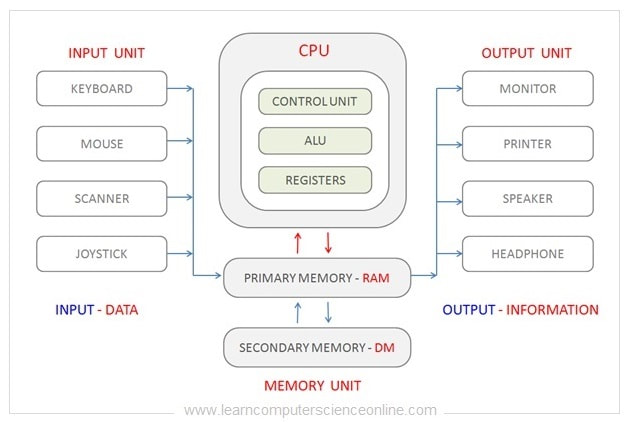 INPUT UNIT
KEYBOARD
MOUSE
SCANNER
JOYSTICK
INPUT - DATA
CPU
CONTROL UNIT
ALU
REGISTERS
PRIMARY MEMORY - RAM
SECONDARY MEMORY - DM
MEMORY UNIT
OUTPUT UNIT
MONITOR
PRINTER
SPEAKER
HEADPHONE
OUTPUT - INFORMATION
www.learncomputerscienceonline.com